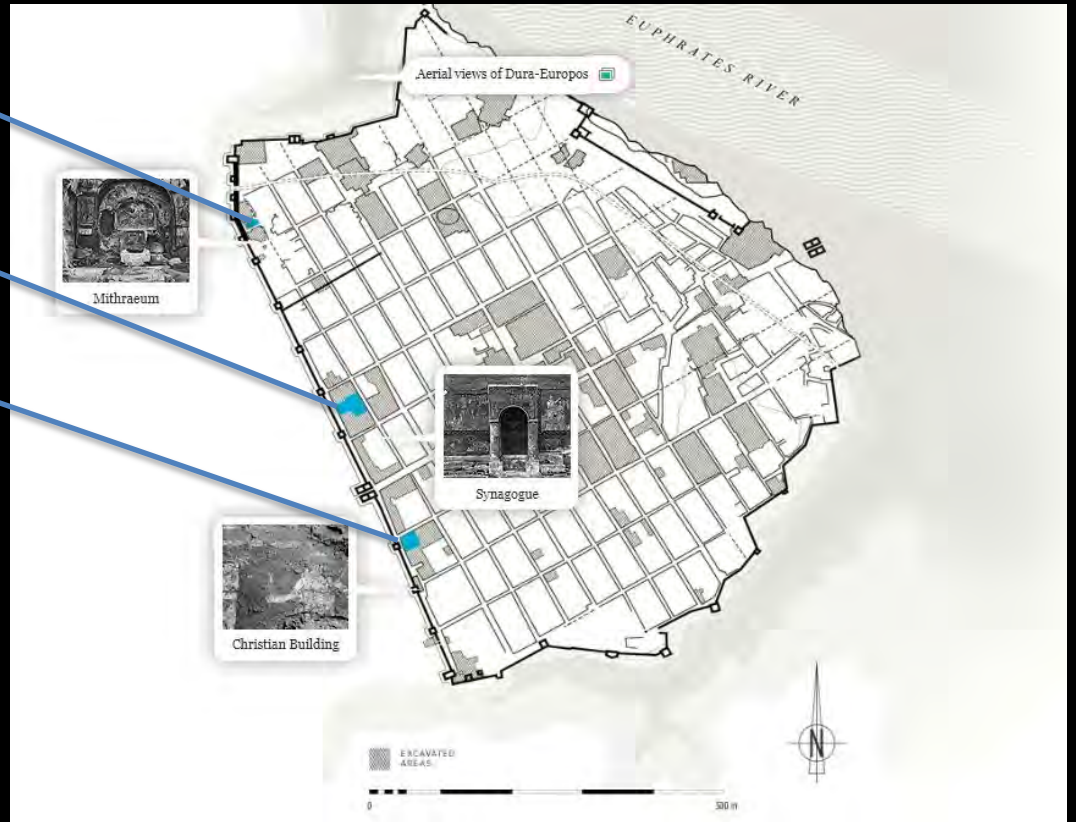 EUPHRATES RIVER
Aerial views of Dura-Europos
Mithraeum
Synagogue
Christian Building
N
EXCAVATED
AREAS
0 500 m